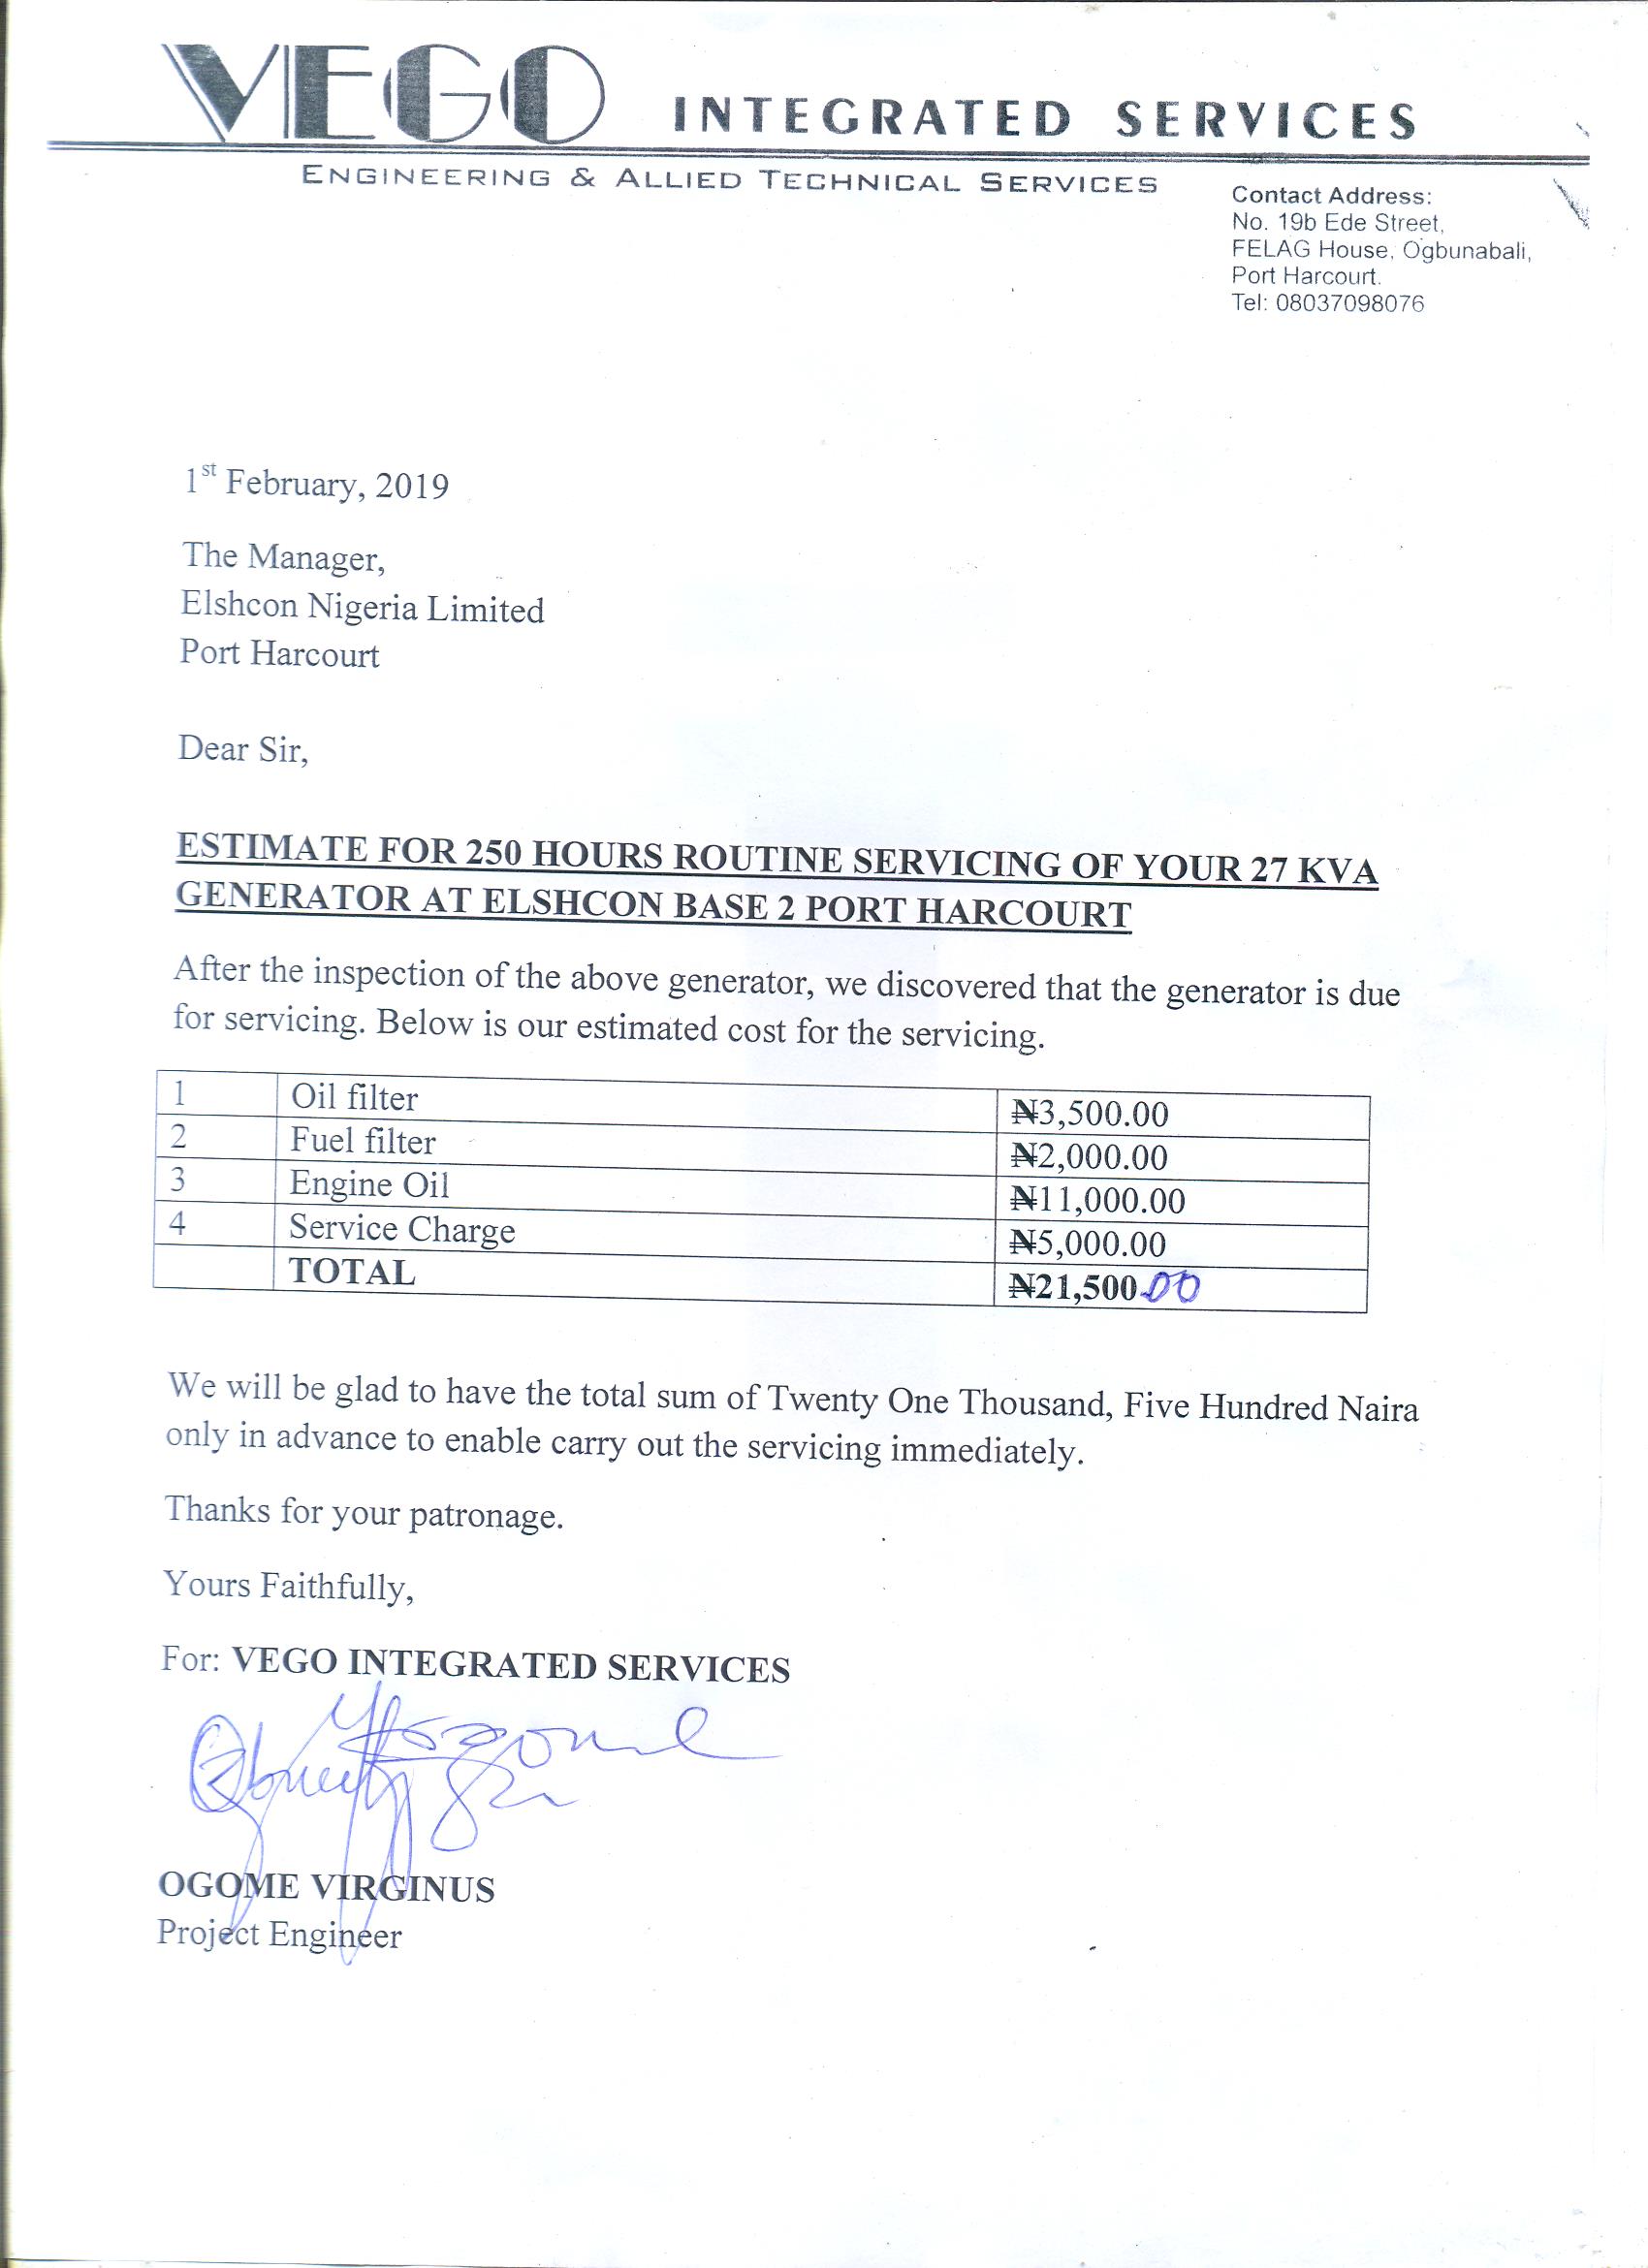 VEGO INTEGRATED SERVICES
ENGINEERING & ALLIED TECHNICAL SERVICES
Contact Address:
No. 19b Ede Street,
FELAG House, Ogbunabali,
Port Harcourt.
Tel: 08037098076
1st February, 2019
The Manager,
Elshcon Nigeria Limited
Port Harcourt
Dear Sir,
ESTIMATE FOR 250 HOURS ROUTINE SERVICING OF YOUR 27 KVA
GENERATOR AT ELSHCON BASE 2 PORT HARCOURT
After the inspection of the above generator, we discovered that the generator is due
for servicing. Below is our estimated cost for the servicing.
1 Oil filter ₦3,500.00
2 Fuel filter ₦2,000.00
3 Engine Oil ₦11,000.00
4 Service Charge ₦5,000.00
TOTAL ₦21,500.00
We will be glad to have the total sum of Twenty One Thousand, Five Hundred Naira
only in advance to enable carry out the servicing immediately.
Thanks for your patronage.
Yours Faithfully,
For: VEGO INTEGRATED SERVICES
OGOME VIRGINUS
Project Engineer